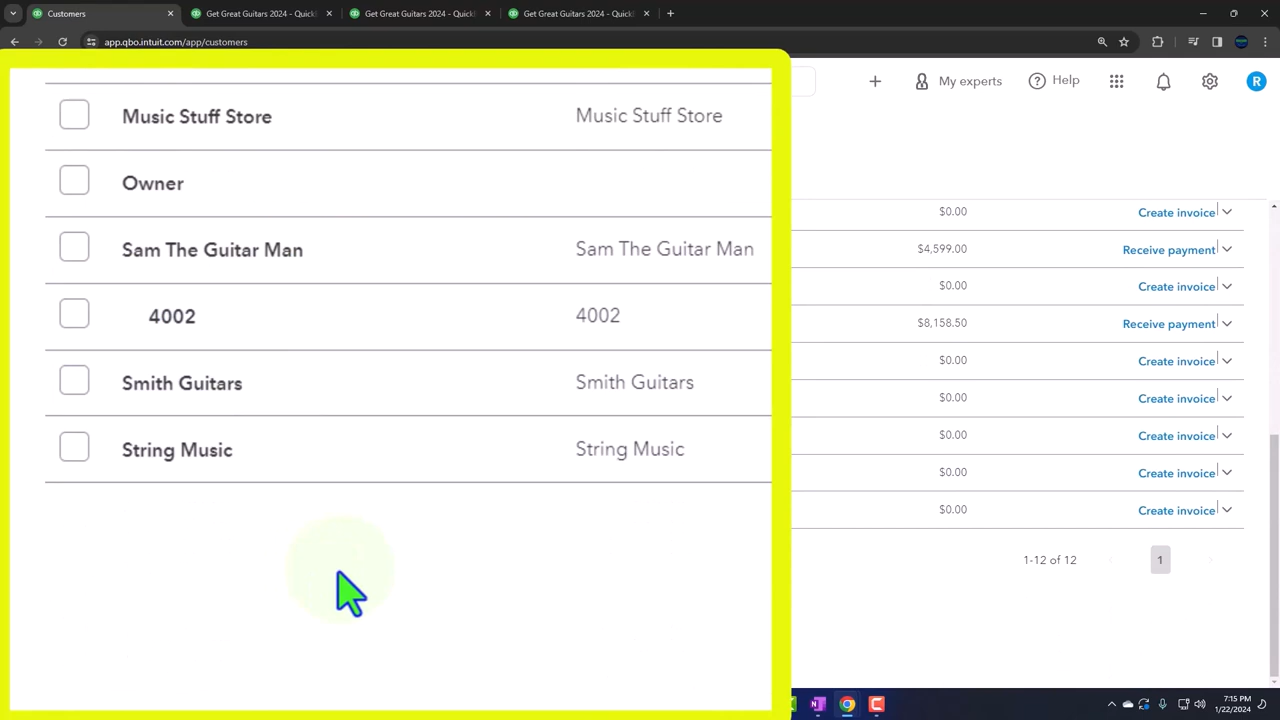 Customers
Get Great Guitars 2024 - Quick
Get Great Guitars 2024 - Quick
Get Great Guitars 2024 - Quick
app.qbo.intuit.com/app/customers
My experts
Help
R
Music Stuff Store Music Stuff Store
Owner
Sam The Guitar Man Sam The Guitar Man
4002 4002
Smith Guitars Smith Guitars
String Music String Music
$0.00 Create invoice
$4,599.00 Receive payment
$0.00 Create invoice
$8,158.50 Receive payment
$0.00 Create invoice
$0.00 Create invoice
$0.00 Create invoice
$0.00 Create invoice
$0.00 Create invoice
1-12 of 12 1
7:15 PM
1/22/2024